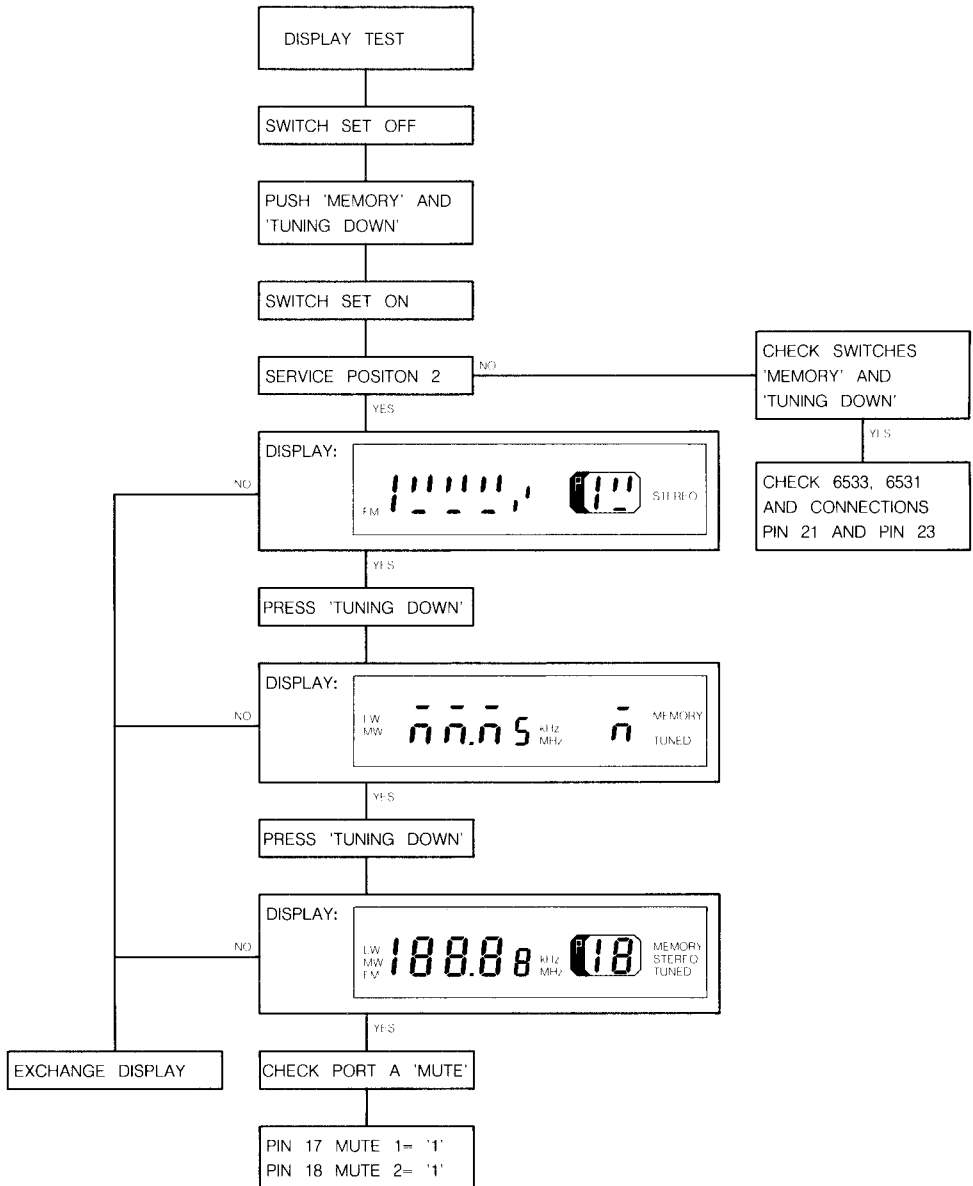 DISPLAY TEST
SWITCH SET OFF
PUSH 'MEMORY' AND
'TUNING DOWN'
SWITCH SET ON
SERVICE POSITON 2
NO
CHECK SWITCHES
'MEMORY' AND
'TUNING DOWN'
YES
CHECK 6533, 6531
AND CONNECTIONS
PIN 21 AND PIN 23
YES
DISPLAY:
NO
FM
P
STEREO
YES
PRESS 'TUNING DOWN'
DISPLAY:
NO
LW
MW
kHz
MHz
MEMORY
TUNED
YES
PRESS 'TUNING DOWN'
DISPLAY:
NO
LW
MW
FM
188.88
kHz
MHz
P
18
MEMORY
STEREO
TUNED
YES
EXCHANGE DISPLAY
CHECK PORT A 'MUTE'
PIN 17 MUTE 1= '1'
PIN 18 MUTE 2= '1'